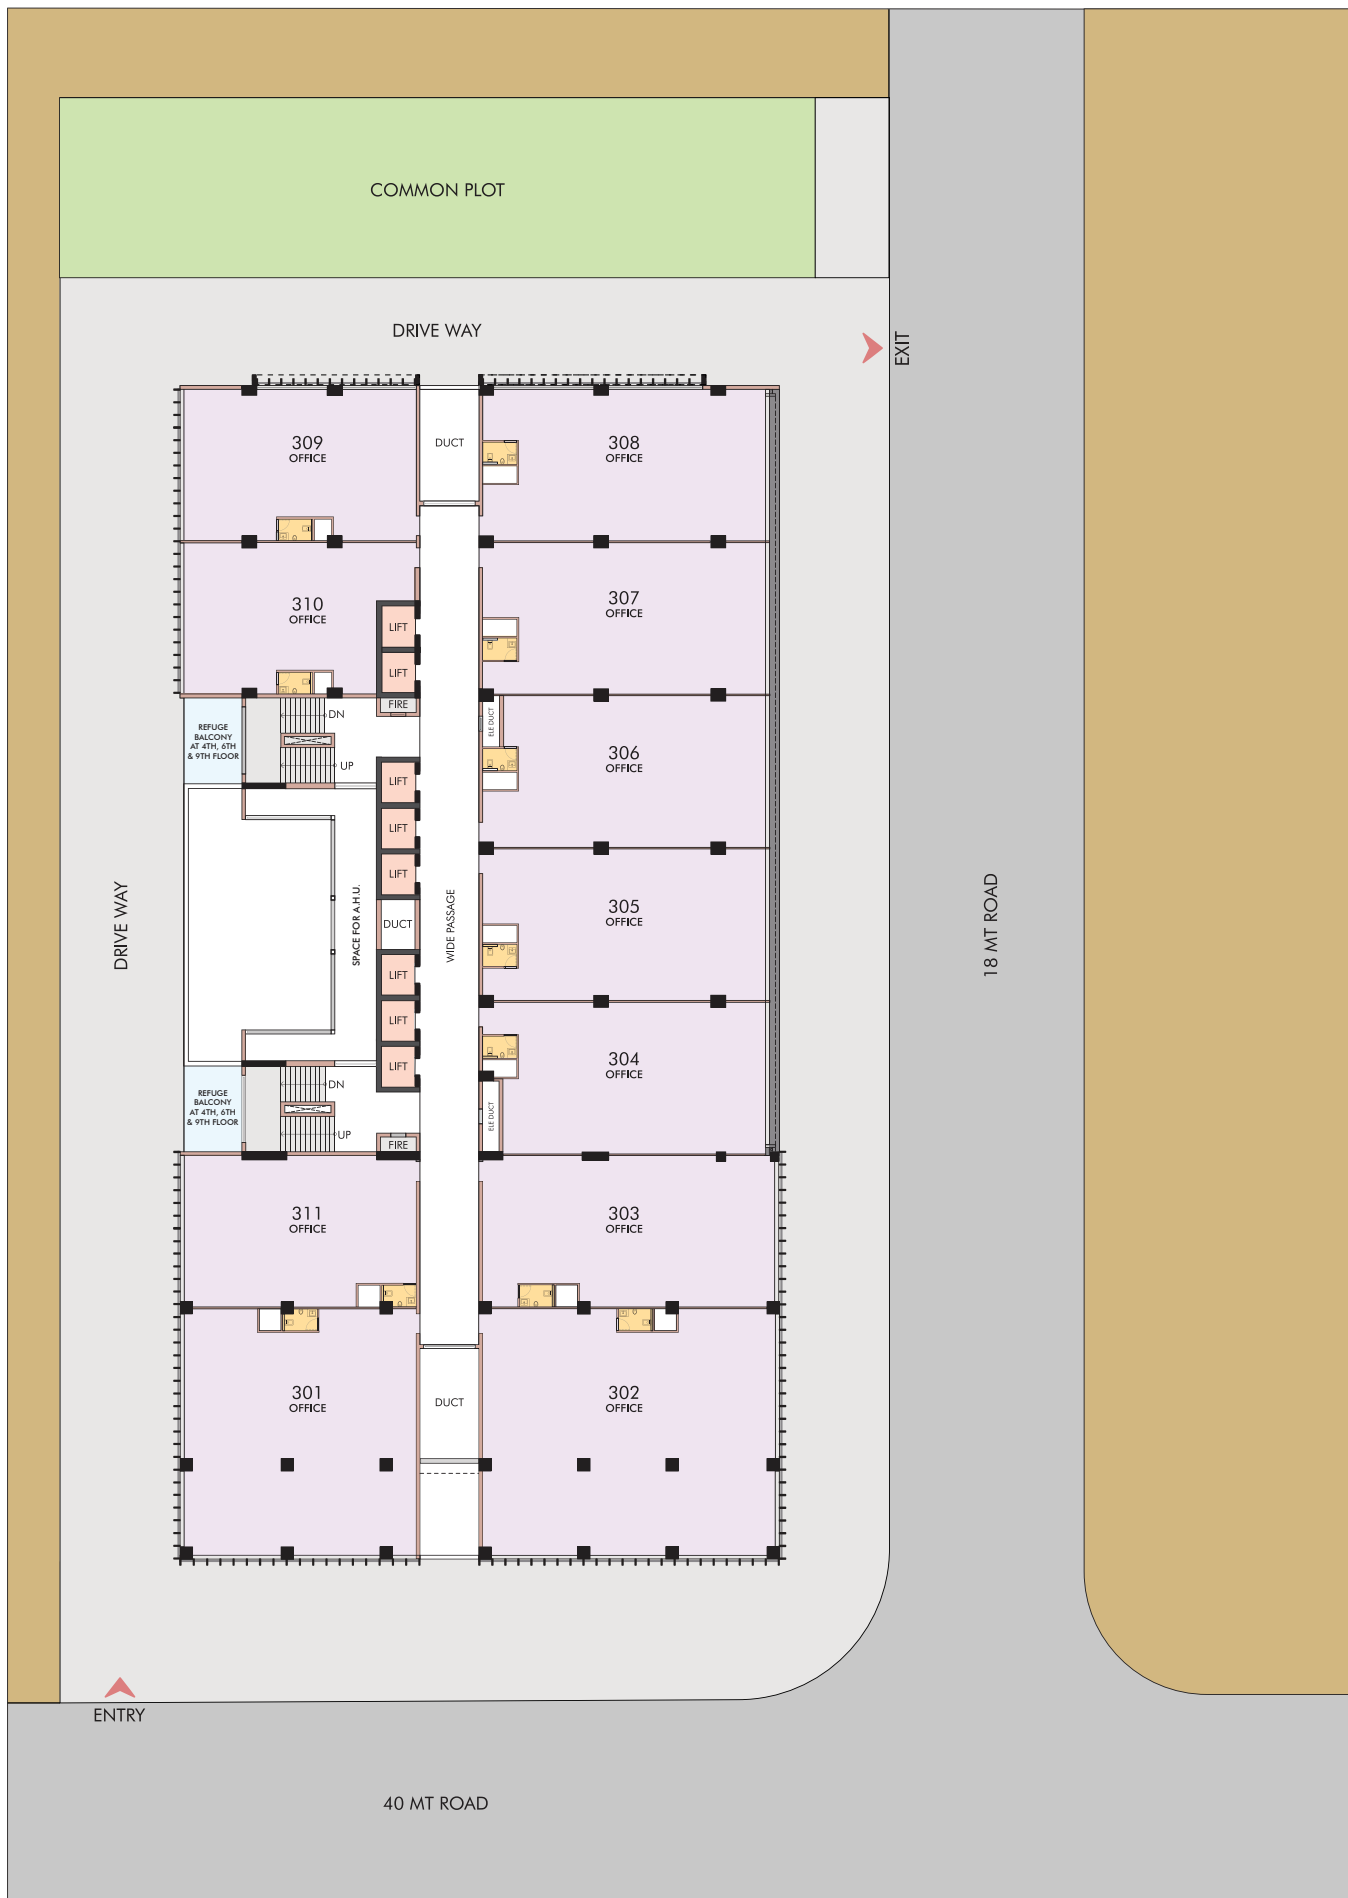 COMMON PLOT
DRIVE WAY
EXIT
309
OFFICE
DUCT
308
OFFICE
310
OFFICE
LIFT
LIFT
FIRE
307
OFFICE
REFUGE
BALCONY
AT 4TH, 6TH
& 9TH FLOOR
DN
UP
ELE DUCT
306
OFFICE
LIFT
LIFT
LIFT
DUCT
LIFT
LIFT
LIFT
SPACE FOR A.H.U.
WIDE PASSAGE
305
OFFICE
DRIVE WAY
18 MT ROAD
304
OFFICE
REFUGE
BALCONY
AT 4TH, 6TH
& 9TH FLOOR
DN
UP
ELE DUCT
FIRE
311
OFFICE
303
OFFICE
301
OFFICE
DUCT
302
OFFICE
ENTRY
40 MT ROAD